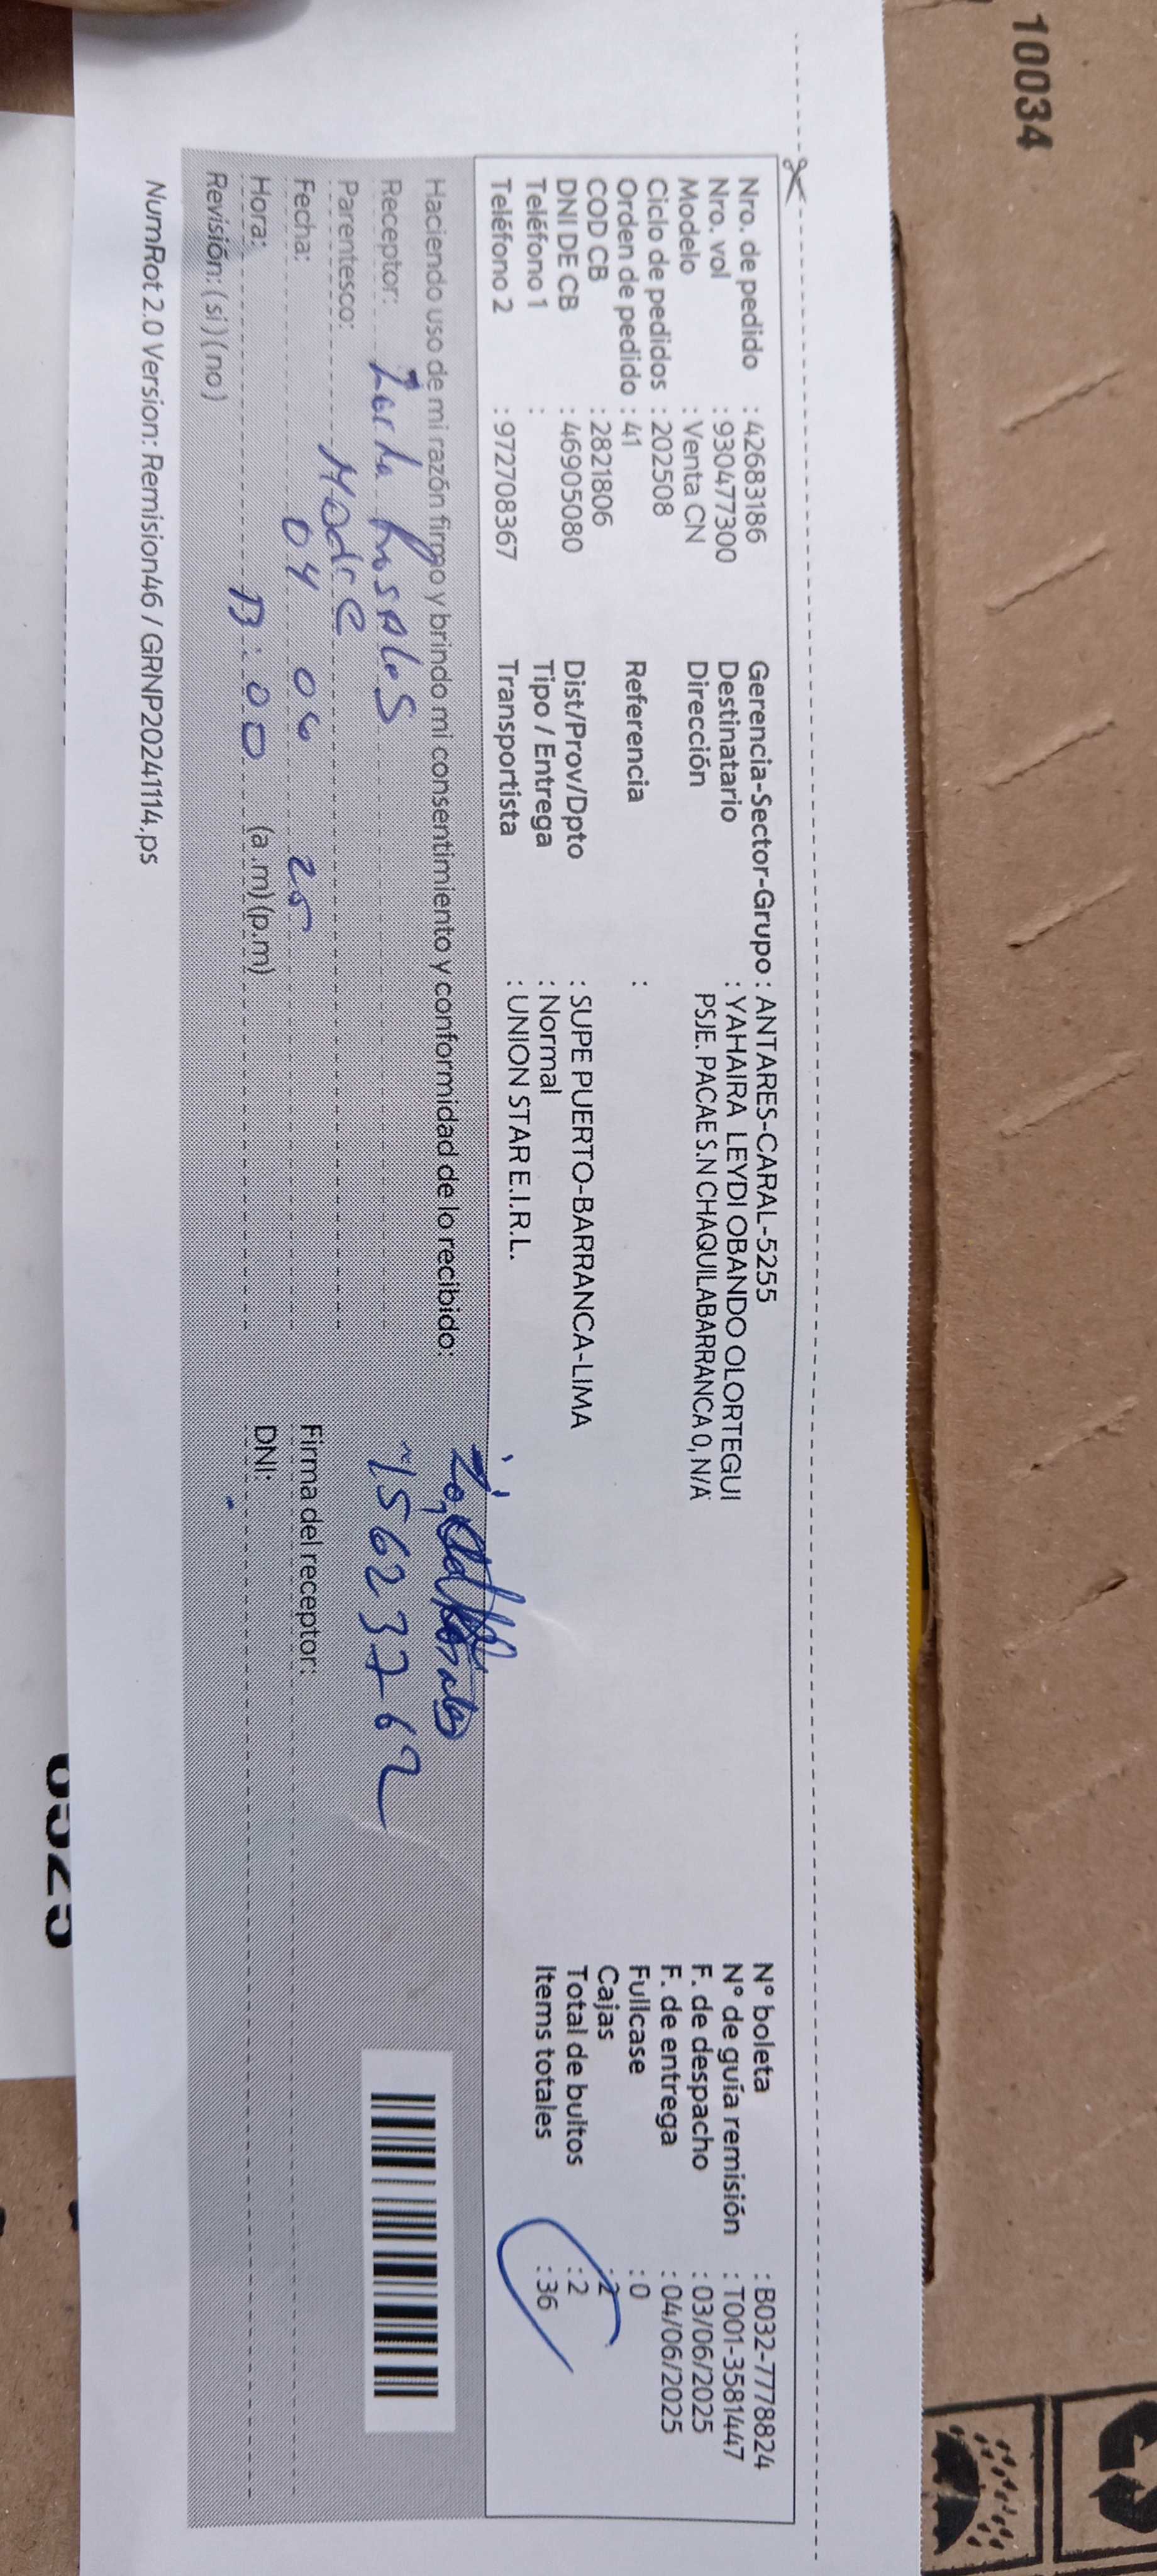 10034
Nro. de pedido : 42683186
Nro. vol : 930477300
Modelo : Venta CN
Ciclo de pedidos : 202508
Orden de pedido : 41
COD CB : 2821806
DNI DE CB : 46905080
Teléfono 1 :
Teléfono 2 : 972708367
Gerencia-Sector-Grupo : ANTARES-CARAL-5255
Destinatario : YAHAIRA LEYDI OBANDO OLORTEGUI
Dirección PSJE. PACAE S.N CHAQUILABARRANCA 0, N/A
Referencia :
Dist/Prov/Dpto : SUPE PUERTO-BARRANCA-LIMA
Tipo / Entrega : Normal
Transportista : UNION STAR E.I.R.L.
N° boleta : B032-7778824
N° de guía remisión : T001-3581447
F. de despacho : 03/06/2025
F. de entrega : 04/06/2025
Fullcase : 0
Cajas : 2
Total de bultos : 2
Items totales : 36
Haciendo uso de mi razón firmo y brindo mi consentimiento y conformidad de lo recibido:
Receptor: Rosales
Parentesco: Madre
Fecha: 04 06 25
Hora: :00 (a.m)(p.m)
Revisión: (si) (no)
15623762
Firma del receptor:
DNI:
NumRot 2.0 Version: Remision46 / GRNP20241114.ps